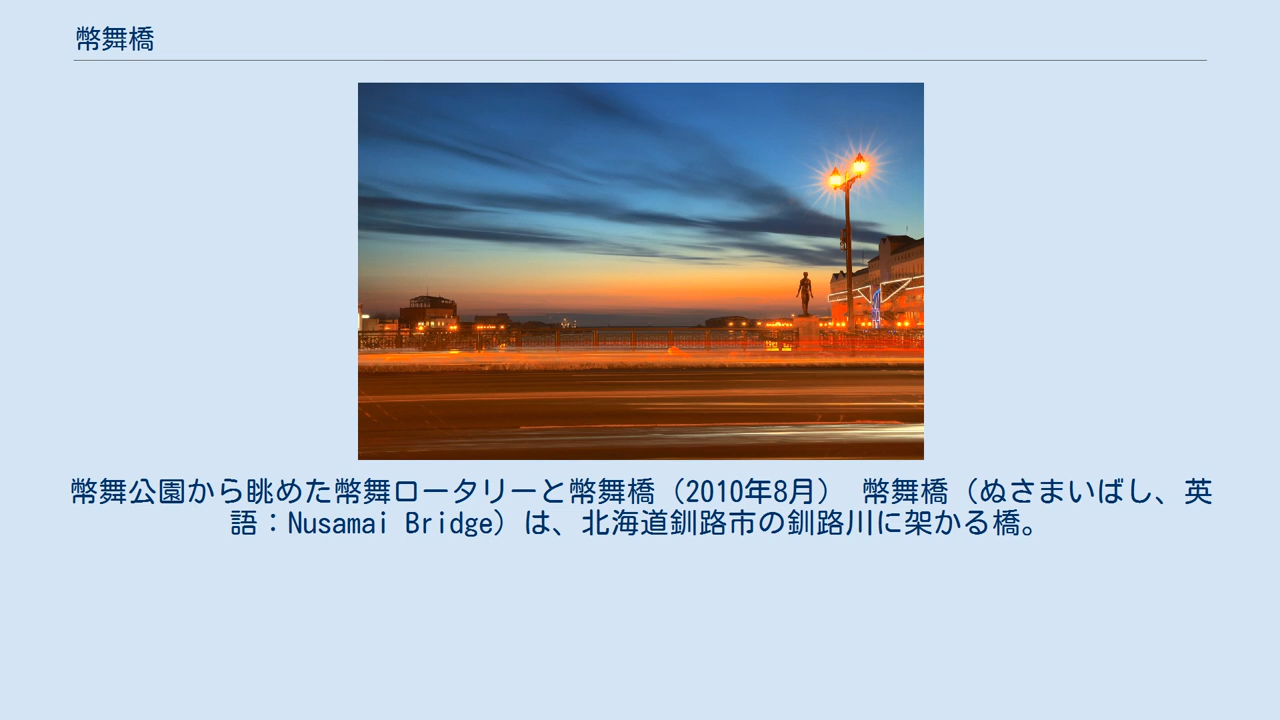 幣舞橋
幣舞公園から眺めた幣舞ロータリーと幣舞橋（2010年8月） 幣舞橋（ぬさまいばし、英
語：Nusamai Bridge）は、北海道釧路市の釧路川に架かる橋。